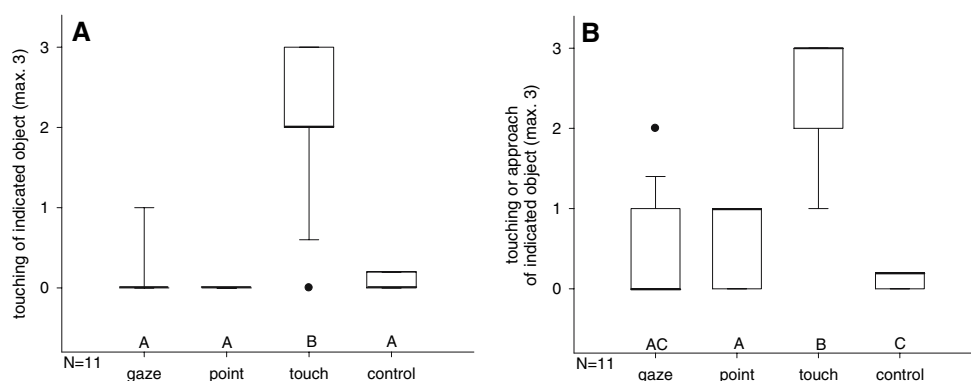 A
touching of indicated object (max. 3)
3
2
1
0
A A B A
N=11
gaze point touch control
B
touching or approach
of indicated object (max. 3)
3
2
1
0
AC A B C
N=11
gaze point touch control